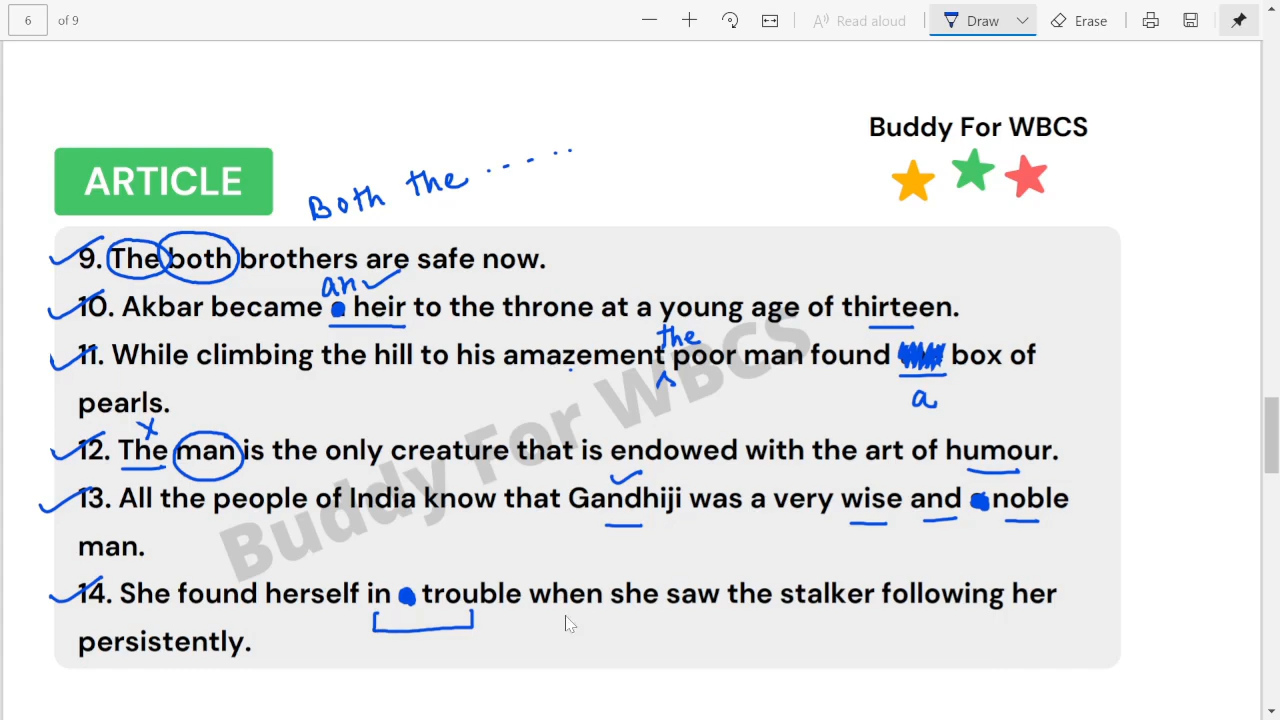 6 of 9 Read aloud Draw Erase
Buddy For WBCS
ARTICLE
Both the .....
9. The both brothers are safe now.
an
10. Akbar became a heir to the throne at a young age of thirteen.
the
11. While climbing the hill to his amazement poor man found box of
a
pearls.
x
12. The man is the only creature that is endowed with the art of humour.
13. All the people of India know that Gandhiji was a very wise and a noble
man.
14. She found herself in trouble when she saw the stalker following her
persistently.
Buddy For WBCS